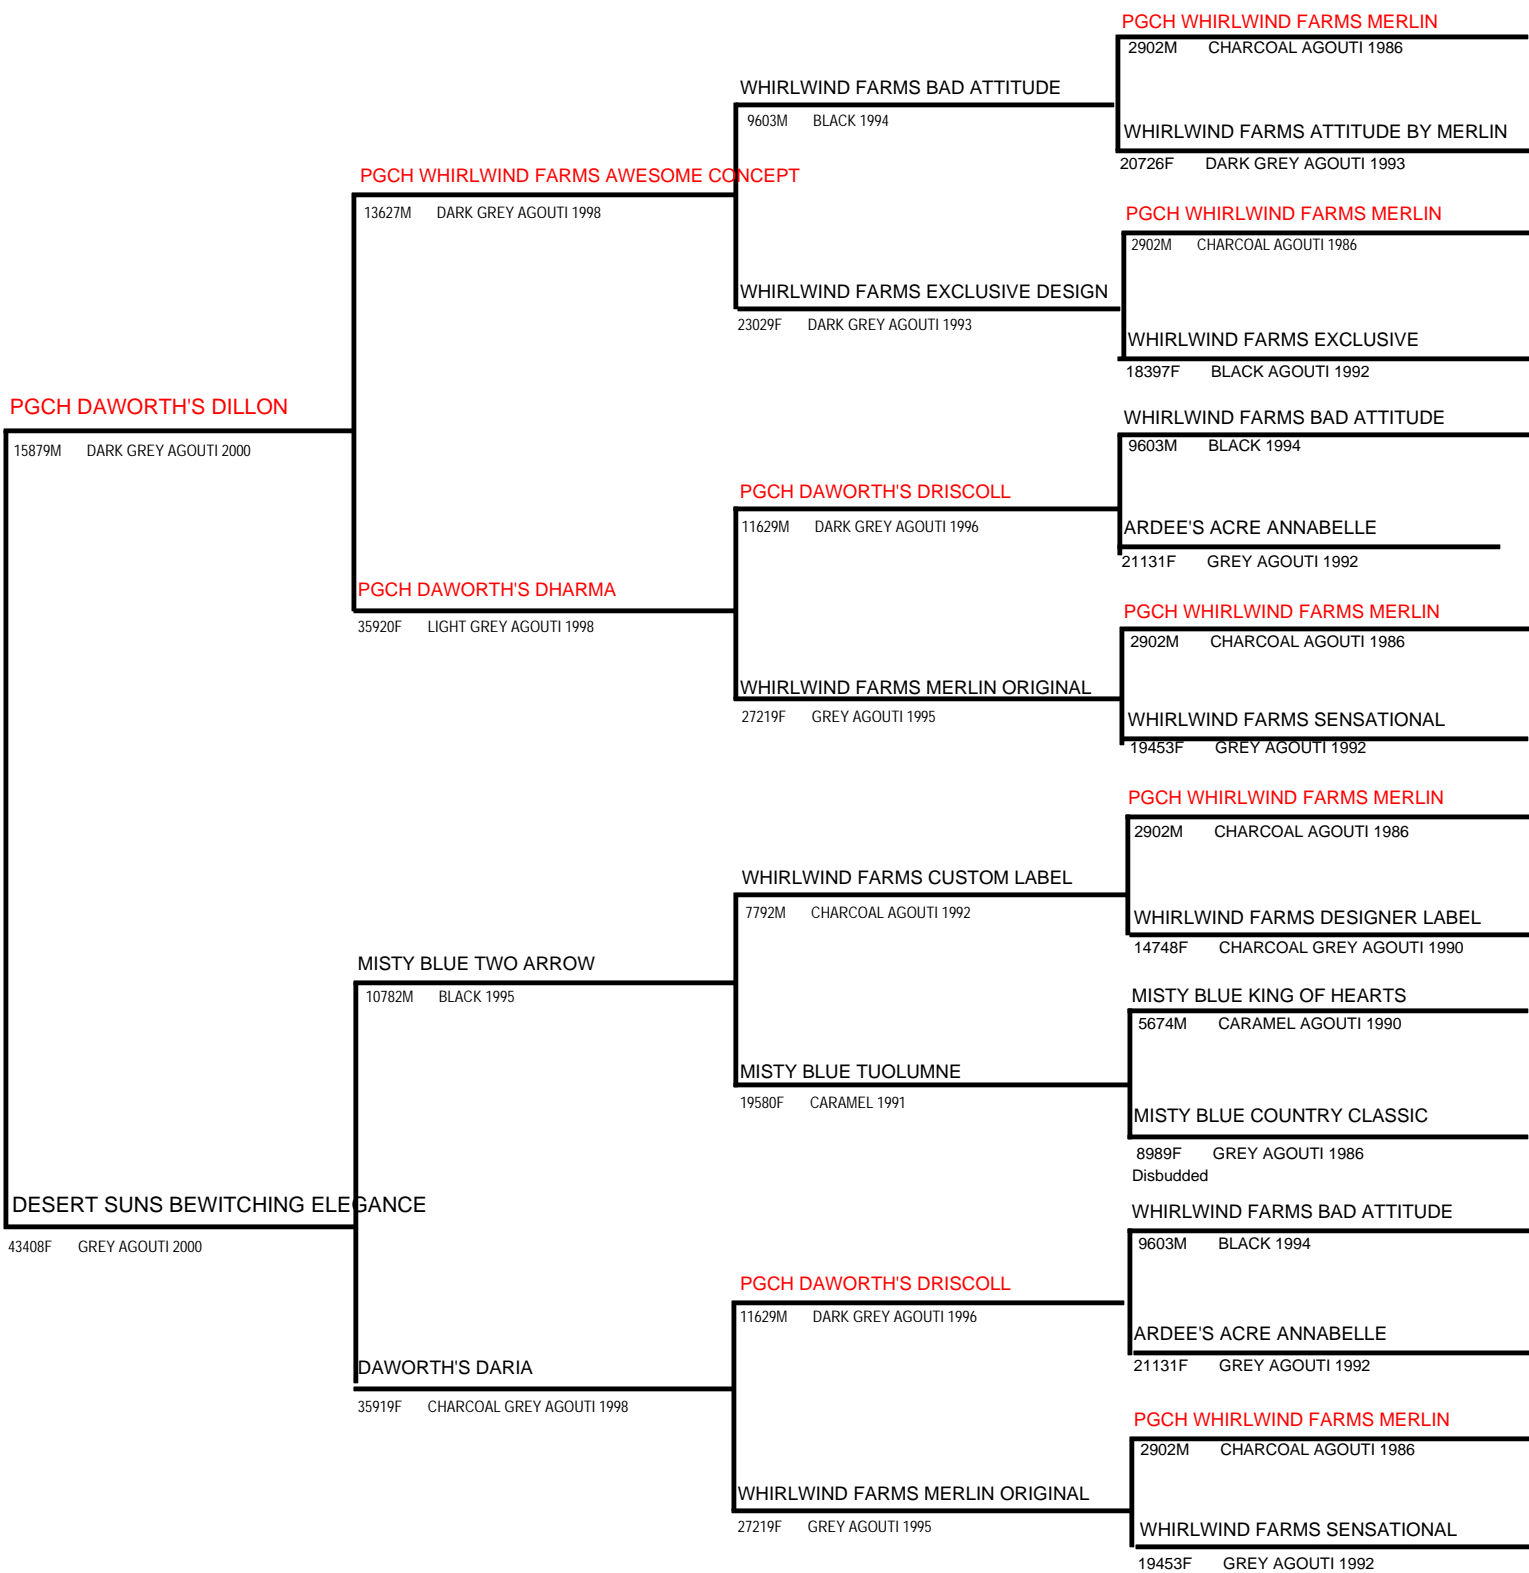 PGCH WHIRLWIND FARMS MERLIN
2902M CHARCOAL AGOUTI 1986
WHIRLWIND FARMS BAD ATTITUDE
9603M BLACK 1994
WHIRLWIND FARMS ATTITUDE BY MERLIN
20726F DARK GREY AGOUTI 1993
PGCH WHIRLWIND FARMS AWESOME CONCEPT
13627M DARK GREY AGOUTI 1998
PGCH WHIRLWIND FARMS MERLIN
2902M CHARCOAL AGOUTI 1986
WHIRLWIND FARMS EXCLUSIVE DESIGN
23029F DARK GREY AGOUTI 1993
WHIRLWIND FARMS EXCLUSIVE
18397F BLACK AGOUTI 1992
PGCH DAWORTH'S DILLON
15879M DARK GREY AGOUTI 2000
WHIRLWIND FARMS BAD ATTITUDE
9603M BLACK 1994
PGCH DAWORTH'S DRISCOLL
11629M DARK GREY AGOUTI 1996
ARDEE'S ACRE ANNABELLE
21131F GREY AGOUTI 1992
PGCH DAWORTH'S DHARMA
35920F LIGHT GREY AGOUTI 1998
PGCH WHIRLWIND FARMS MERLIN
2902M CHARCOAL AGOUTI 1986
WHIRLWIND FARMS MERLIN ORIGINAL
27219F GREY AGOUTI 1995
WHIRLWIND FARMS SENSATIONAL
19453F GREY AGOUTI 1992
PGCH WHIRLWIND FARMS MERLIN
2902M CHARCOAL AGOUTI 1986
WHIRLWIND FARMS CUSTOM LABEL
7792M CHARCOAL AGOUTI 1992
WHIRLWIND FARMS DESIGNER LABEL
14748F CHARCOAL GREY AGOUTI 1990
MISTY BLUE TWO ARROW
10782M BLACK 1995
MISTY BLUE KING OF HEARTS
5674M CARAMEL AGOUTI 1990
MISTY BLUE TUOLUMNE
19580F CARAMEL 1991
MISTY BLUE COUNTRY CLASSIC
8989F GREY AGOUTI 1986
Disbudded
DESERT SUNS BEWITCHING ELEGANCE
43408F GREY AGOUTI 2000
WHIRLWIND FARMS BAD ATTITUDE
9603M BLACK 1994
PGCH DAWORTH'S DRISCOLL
11629M DARK GREY AGOUTI 1996
ARDEE'S ACRE ANNABELLE
21131F GREY AGOUTI 1992
DAWORTH'S DARIA
35919F CHARCOAL GREY AGOUTI 1998
PGCH WHIRLWIND FARMS MERLIN
2902M CHARCOAL AGOUTI 1986
WHIRLWIND FARMS MERLIN ORIGINAL
27219F GREY AGOUTI 1995
WHIRLWIND FARMS SENSATIONAL
19453F GREY AGOUTI 1992